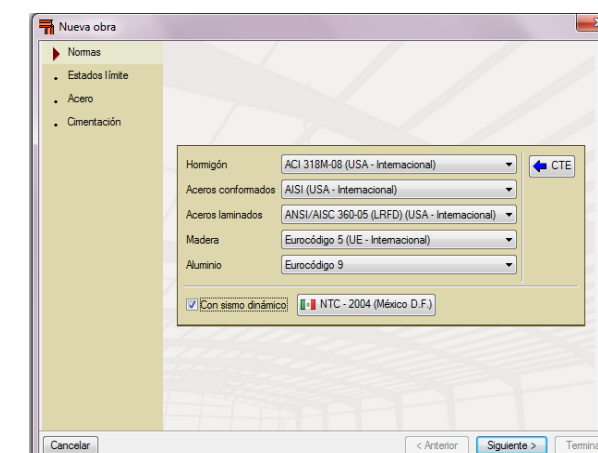 Nueva obra
Normas
Estados límite
Acero
Cimentación
Hormigón ACI 318M-08 (USA - Internacional) CTE
Aceros conformados AISI (USA - Internacional)
Aceros laminados ANSI/AISC 360-05 (LRFD) (USA - Internacional)
Madera Eurocódigo 5 (UE - Internacional)
Aluminio Eurocódigo 9
Con sismo dinámico NTC - 2004 (México D.F.)
Cancelar < Anterior Siguiente > Termina